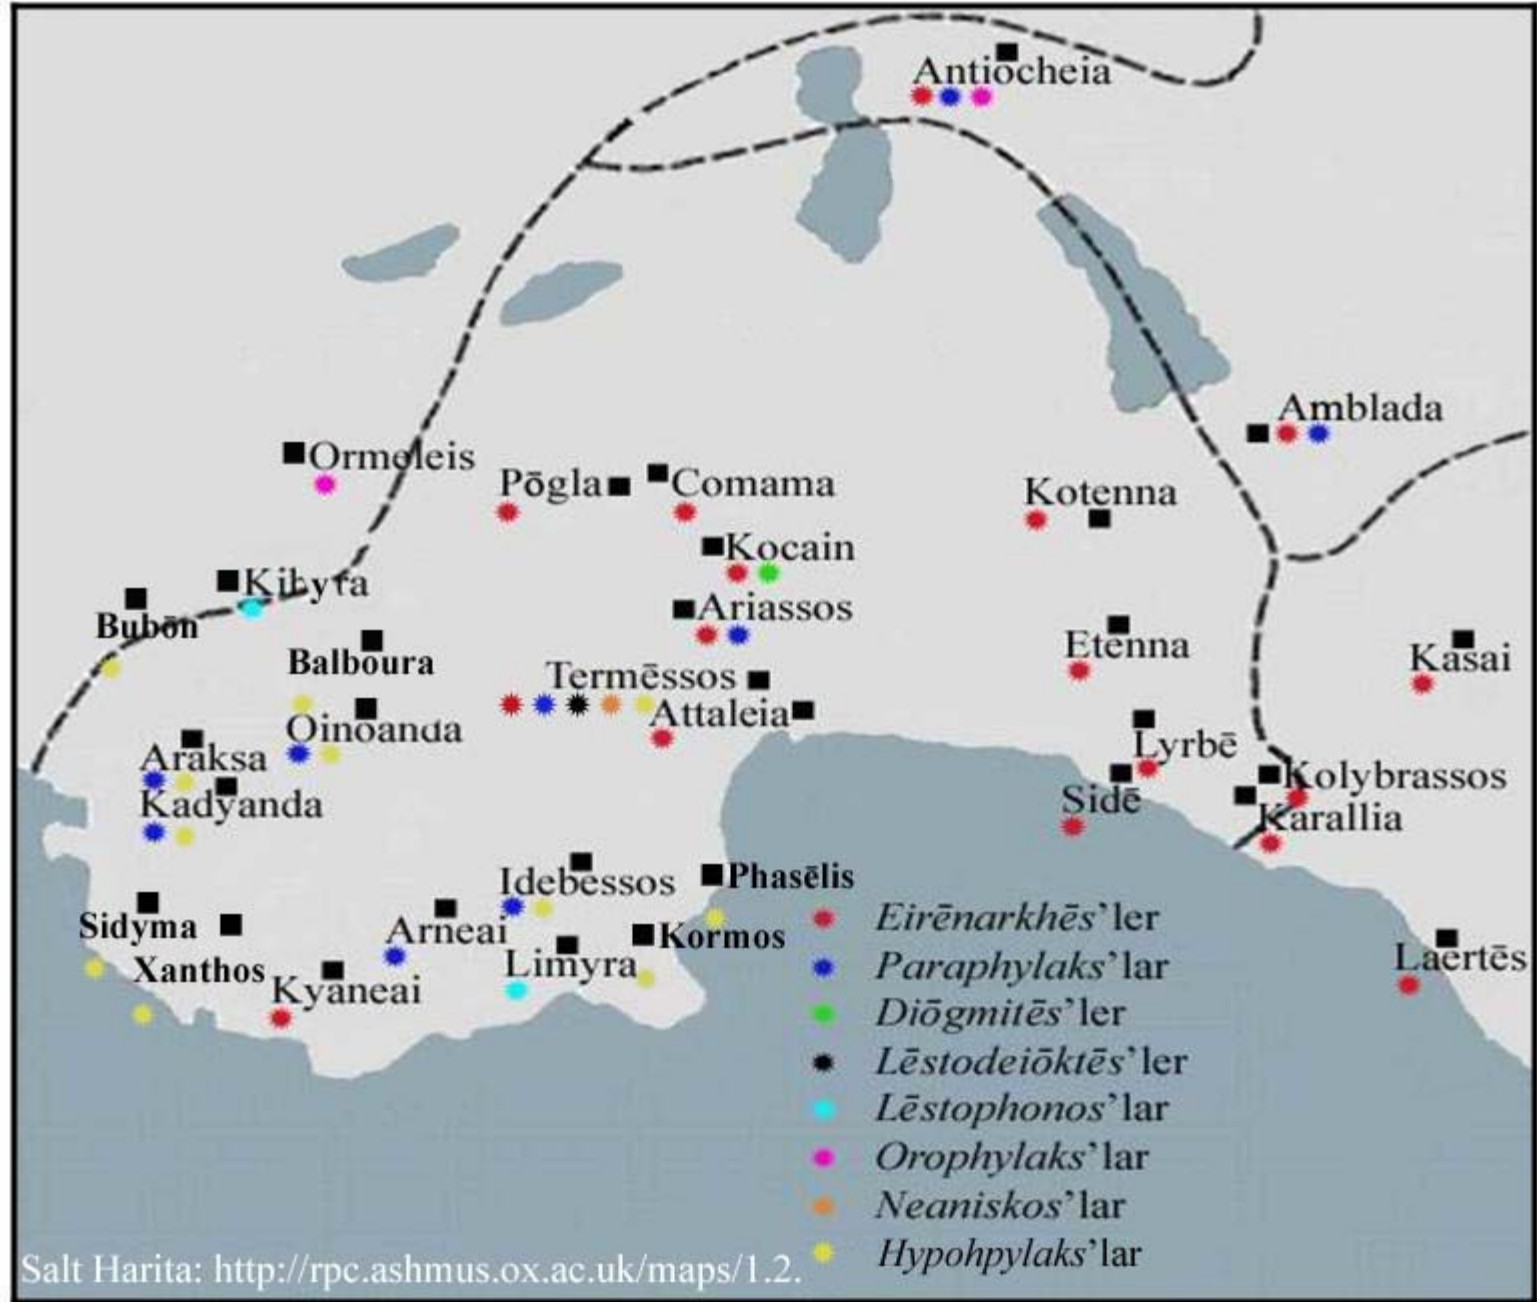 Antiocheia
Amblada
Ormeleis
Pōgla
Comama
Kotenna
Kocain
Kibyra
Bubōn
Ariassos
Balboura
Etenna
Kasai
Termēssos
Attaleia
Oinoanda
Araksa
Lyrbē
Kadyanda
Sidē
Kolybrassos
Karallia
Idebessos
Phasēlis
Sidyma
Arneai
Kormos
Xanthos
Limyra
Kyaneai
Laertēs
Eirēnarkhēs'ler
Paraphylaks'lar
Diōgmitēs'ler
Lēstodeiōktēs'ler
Lēstophonos'lar
Orophylaks'lar
Neaniskos'lar
Hypohpylaks'lar
Salt Harita: http://rpc.ashmus.ox.ac.uk/maps/1.2.